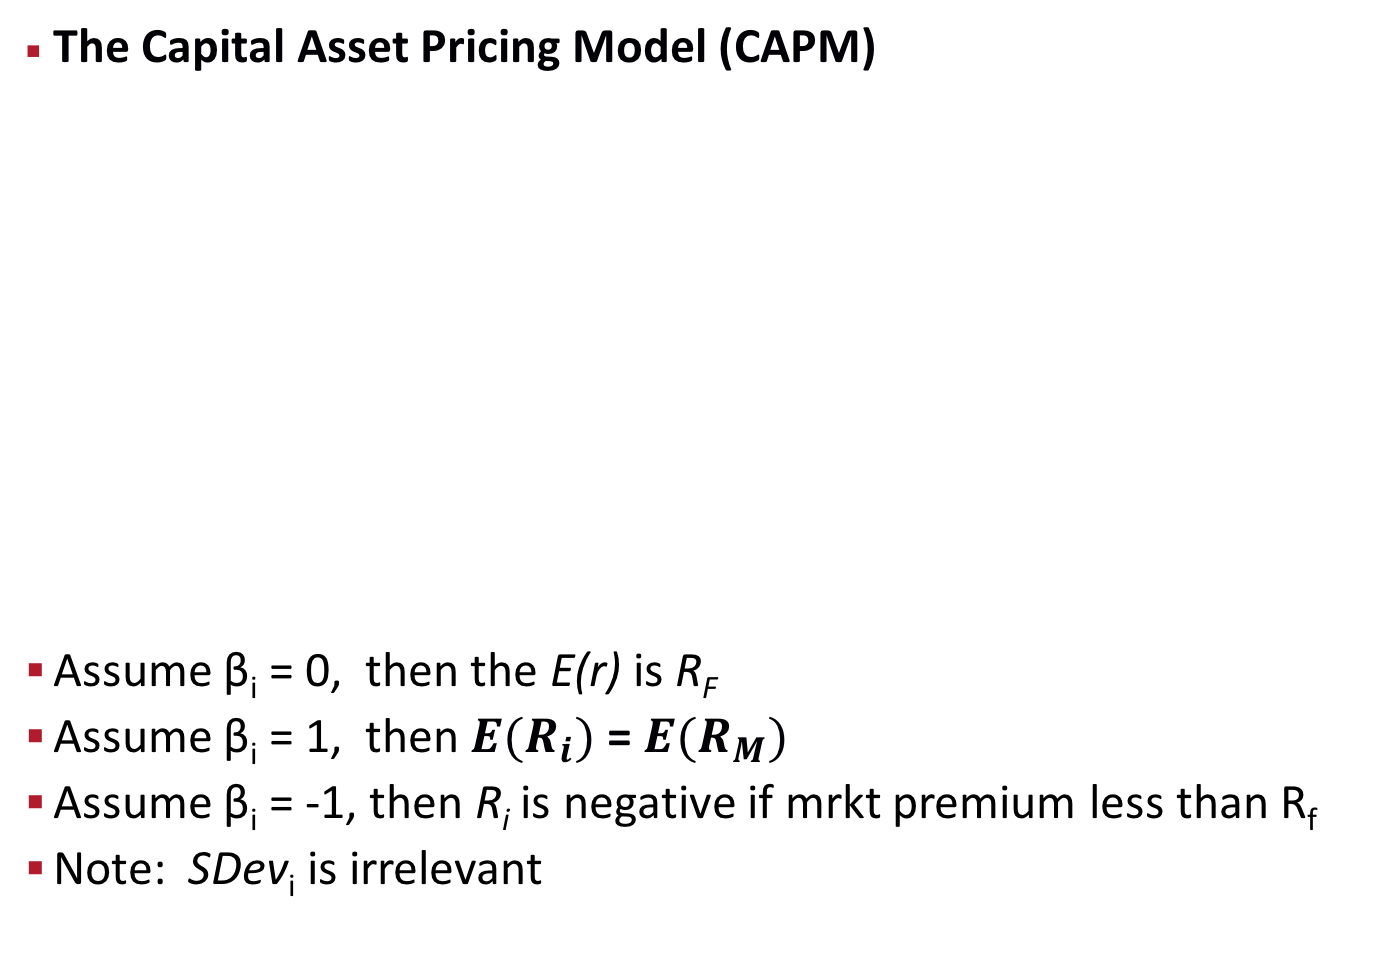 ▪ The Capital Asset Pricing Model (CAPM)
▪ Assume βi = 0, then the E(r) is RF
▪ Assume βi = 1, then E(Ri) = E(RM)
▪ Assume βi = -1, then Ri is negative if mrkt premium less than Rf
▪ Note: SDevi is irrelevant